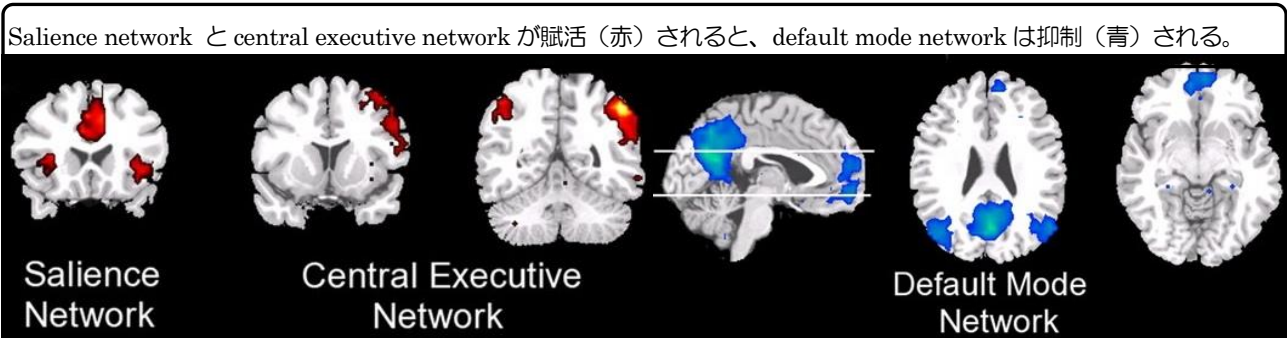 Salience network と central executive network が賦活（赤）されると、default mode network は抑制（青）される。
Salience
Network
Central Executive
Network
Default Mode
Network